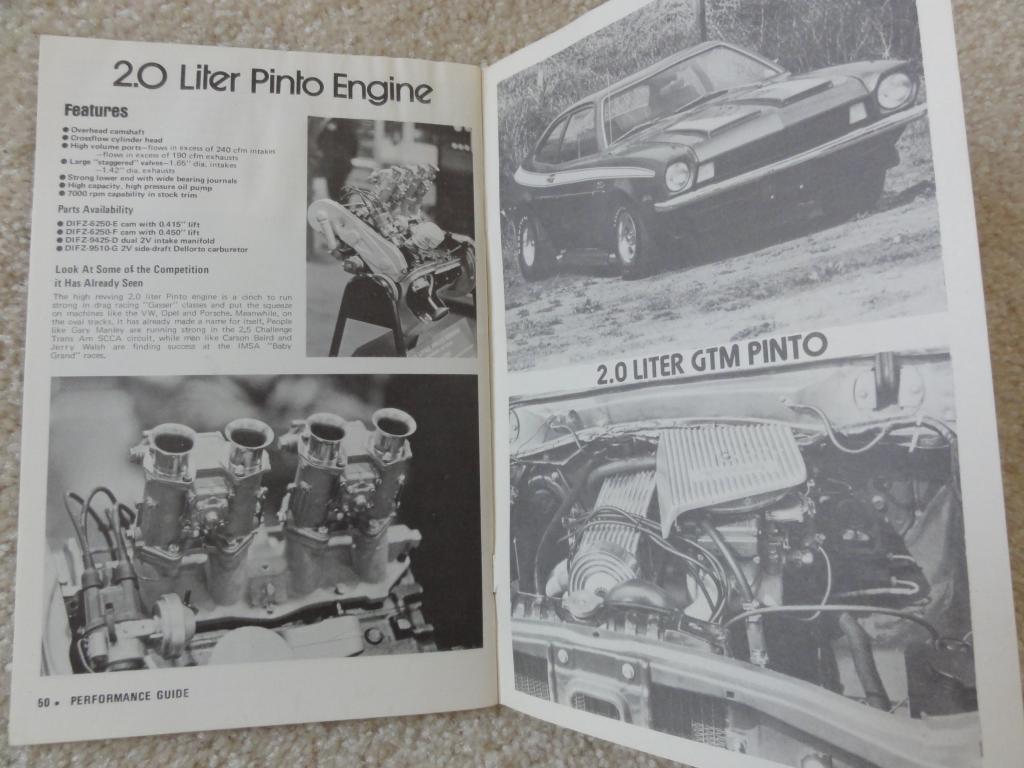 2.0 Liter Pinto Engine
Features
● Overhead camshaft
● Crossflow cylinder head
● High volume ports—flows in excess of 240 cfm intakes
—flows in excess of 190 cfm exhausts
● Large "staggered" valves—1.65" dia. intakes
—1.42" dia. exhausts
● Strong lower end with wide bearing journals
● High capacity, high pressure oil pump
● 7000 rpm capability in stock trim
Parts Availability
● DIFZ-6250-E cam with 0.415" lift
● DIFZ-6250-F cam with 0.450" lift
● DIFZ-9425-D dual 2V intake manifold
● DIFZ-9510-G 2V side-draft Dellorto carburetor
Look At Some of the Competition
it Has Already Seen
The high revving 2.0 liter Pinto engine is a cinch to run
strong in drag racing "Gasser" classes and put the squeeze
on machines like the VW, Opel and Porsche. Meanwhile, on
the oval tracks, it has already made a name for itself. People
like Gary Manley are running strong in the 2.5 Challenge
Trans Am SCCA circuit, while men like Carson Baird and
Jerry Walsh are finding success at the IMSA "Baby
Grand" races.
50 • PERFORMANCE GUIDE
2.0 LITER GTM PINTO